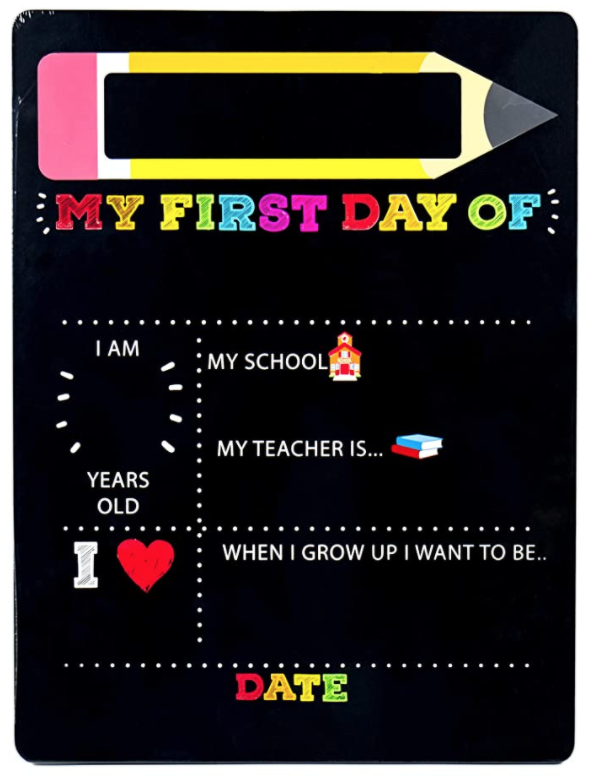 MY FIRST DAY OF
I AM
MY SCHOOL
MY TEACHER IS...
YEARS
OLD
I
WHEN I GROW UP I WANT TO BE..
DATE